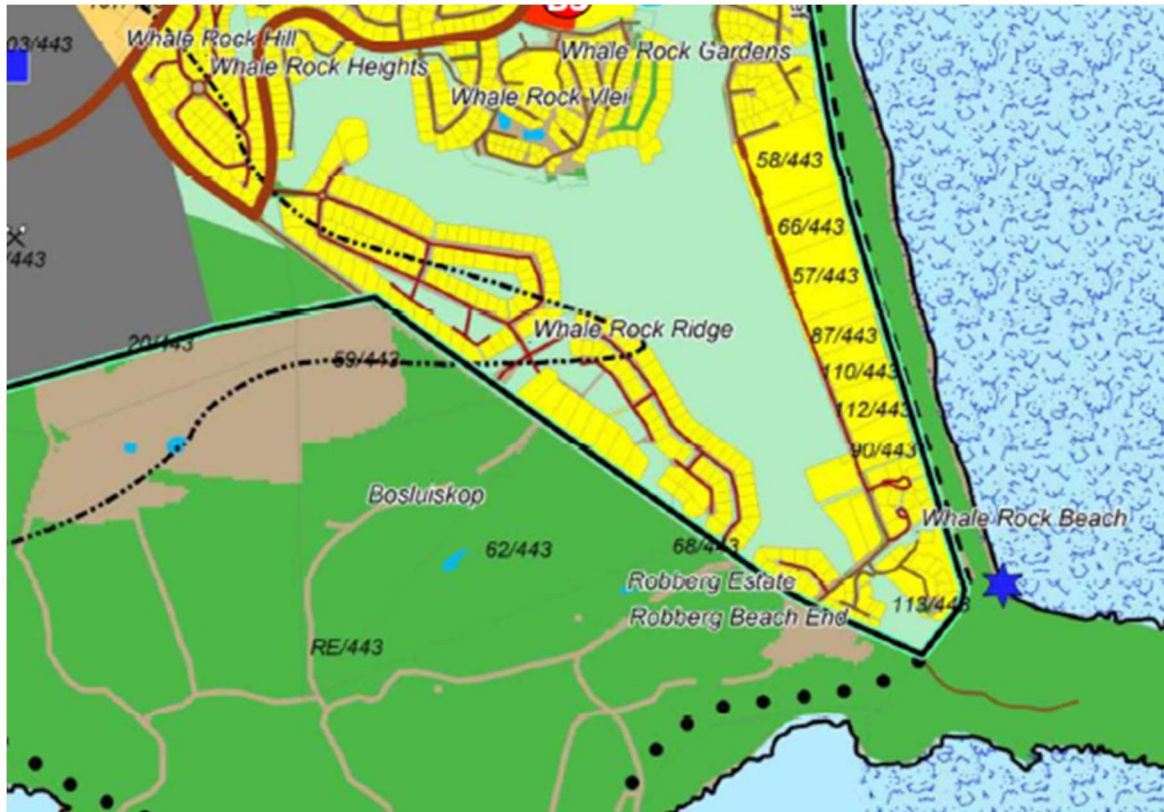 03/443
Whale Rock Hill
Whale Rock Heights
Whale Rock Gardens
Whale Rock Vlei
58/443
66/443
/443
57/443
Whale Rock Ridge
87/443
20/443
69/443
110/443
112/443
90/443
Bosluiskop
Whale Rock Beach
62/443
68/443
Robberg Estate
113/443
Robberg Beach End
RE/443